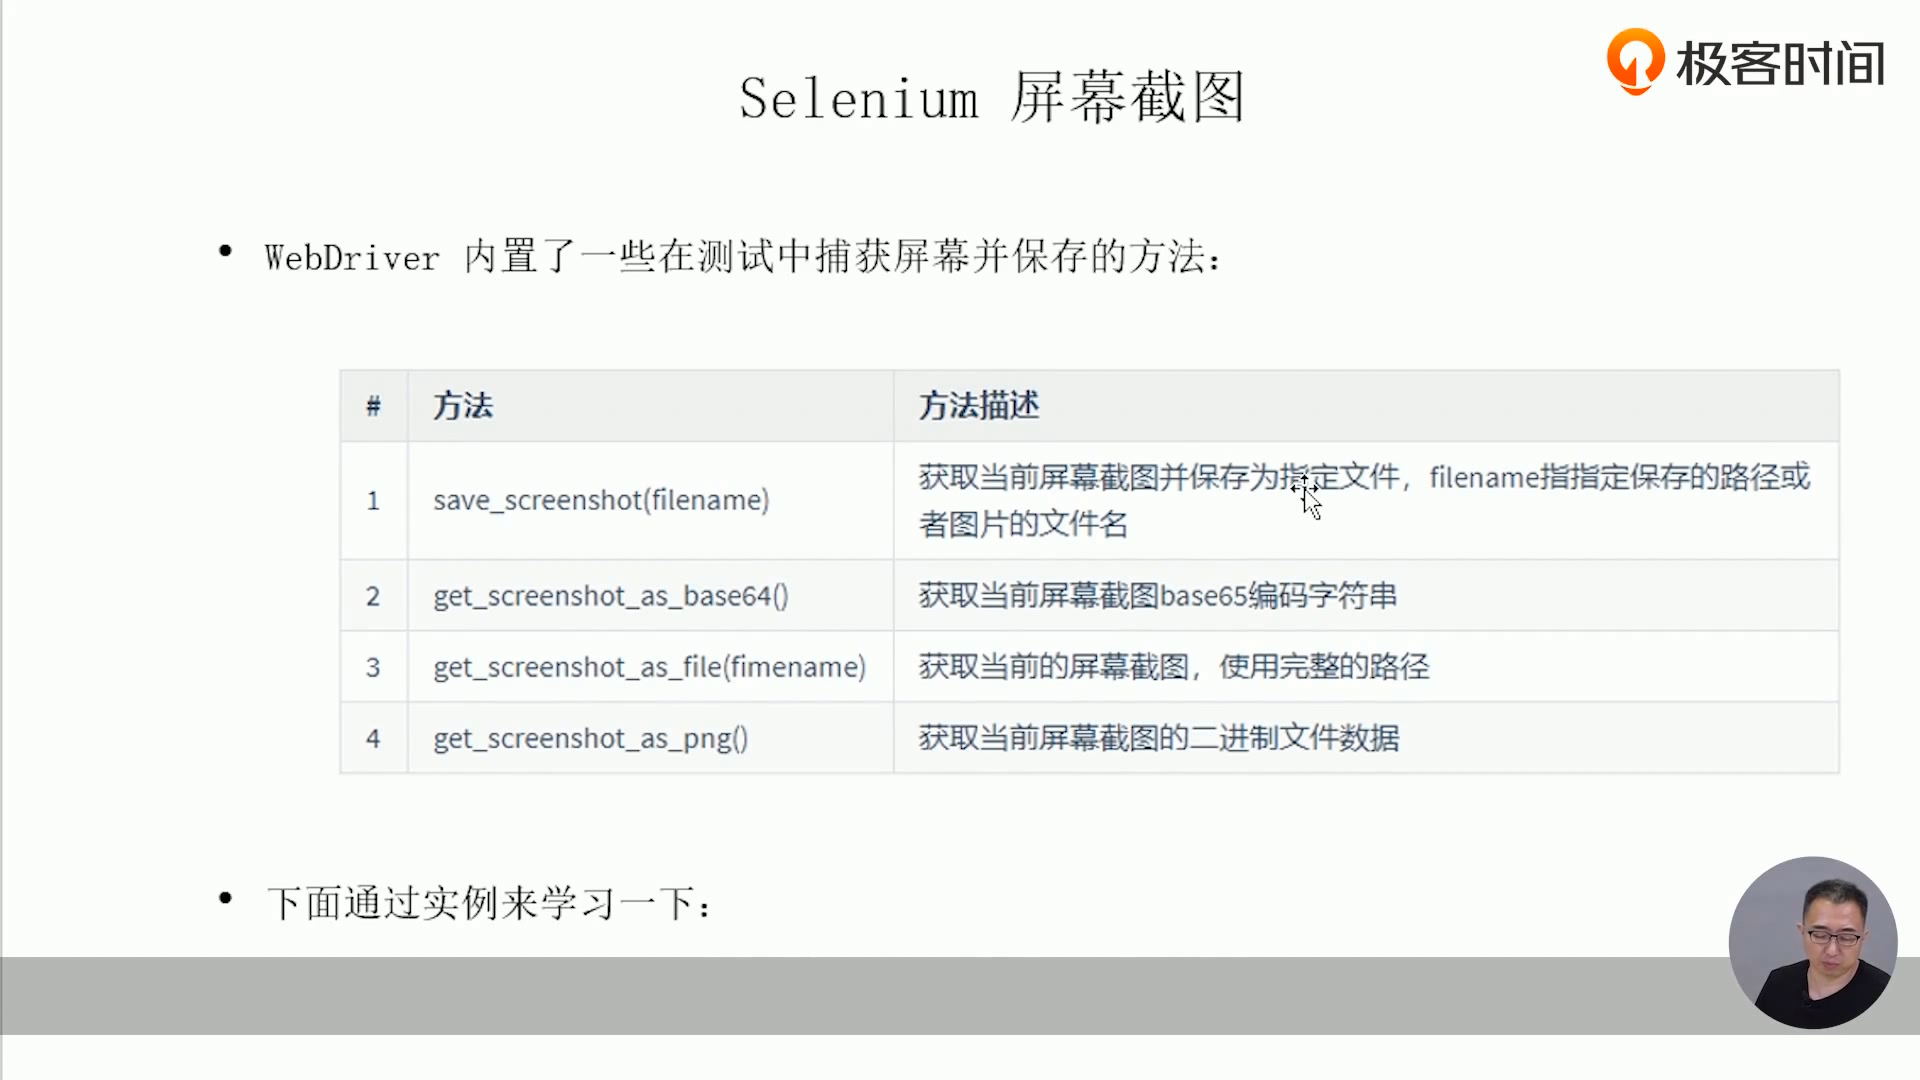 极客时间
Selenium 屏幕截图
• WebDriver 内置了一些在测试中捕获屏幕并保存的方法：
# 方法 方法描述
1 save_screenshot(filename) 获取当前屏幕截图并保存为指定文件，filename指指定保存的路径或
者图片的文件名
2 get_screenshot_as_base64() 获取当前屏幕截图base65编码字符串
3 get_screenshot_as_file(fimename) 获取当前的屏幕截图，使用完整的路径
4 get_screenshot_as_png() 获取当前屏幕截图的二进制文件数据
• 下面通过实例来学习一下：